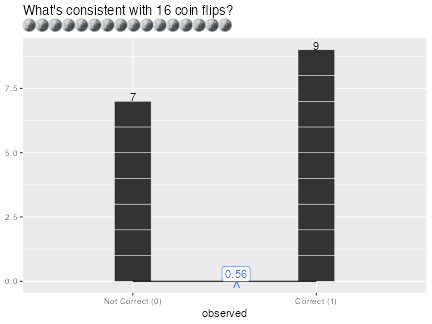 What's consistent with 16 coin flips?
9
7
7.5
5.0
2.5
0.56
^
0.0
Not Correct (0)
Correct (1)
observed